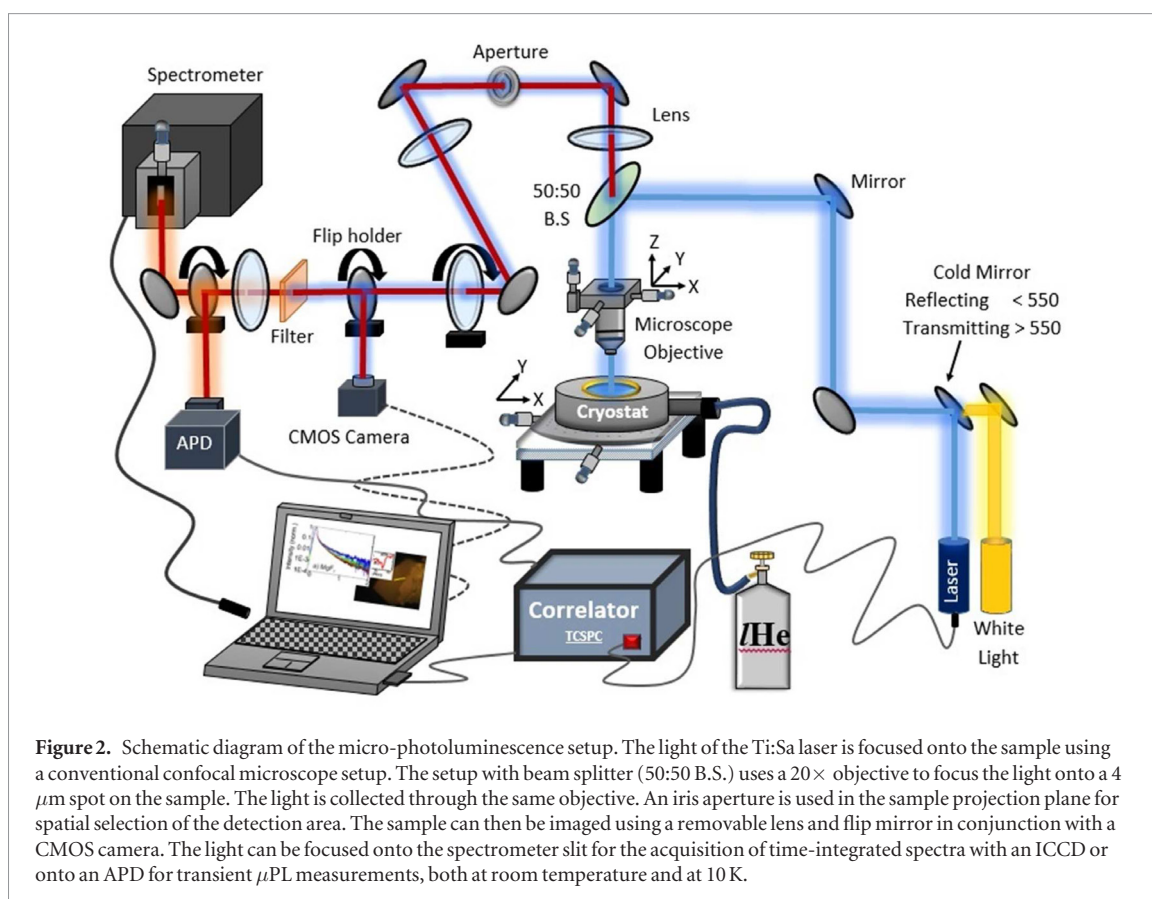 Aperture
Spectrometer
Lens
50:50
B.S
Mirror
Flip holder
Z
Y
X
Cold Mirror
Reflecting < 550
Transmitting > 550
Filter
Microscope
Objective
Y
X
Cryostat
APD
CMOS Camera
Laser
Correlator
TCSPC
lHe
White
Light
Figure 2. Schematic diagram of the micro-photoluminescence setup. The light of the Ti:Sa laser is focused onto the sample using
a conventional confocal microscope setup. The setup with beam splitter (50:50 B.S.) uses a 20× objective to focus the light onto a 4
μm spot on the sample. The light is collected through the same objective. An iris aperture is used in the sample projection plane for
spatial selection of the detection area. The sample can then be imaged using a removable lens and flip mirror in conjunction with a
CMOS camera. The light can be focused onto the spectrometer slit for the acquisition of time-integrated spectra with an ICCD or
onto an APD for transient μPL measurements, both at room temperature and at 10 K.